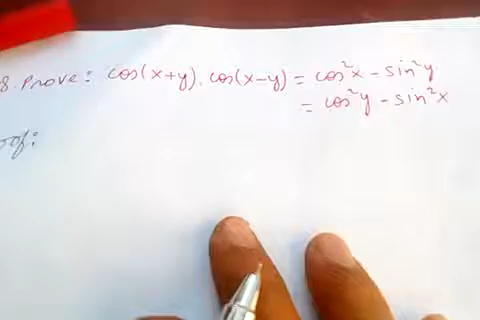 8. Prove: cos(x+y). cos(x-y) = cos²x - sin²y
= cos²y - sin²x
oof: